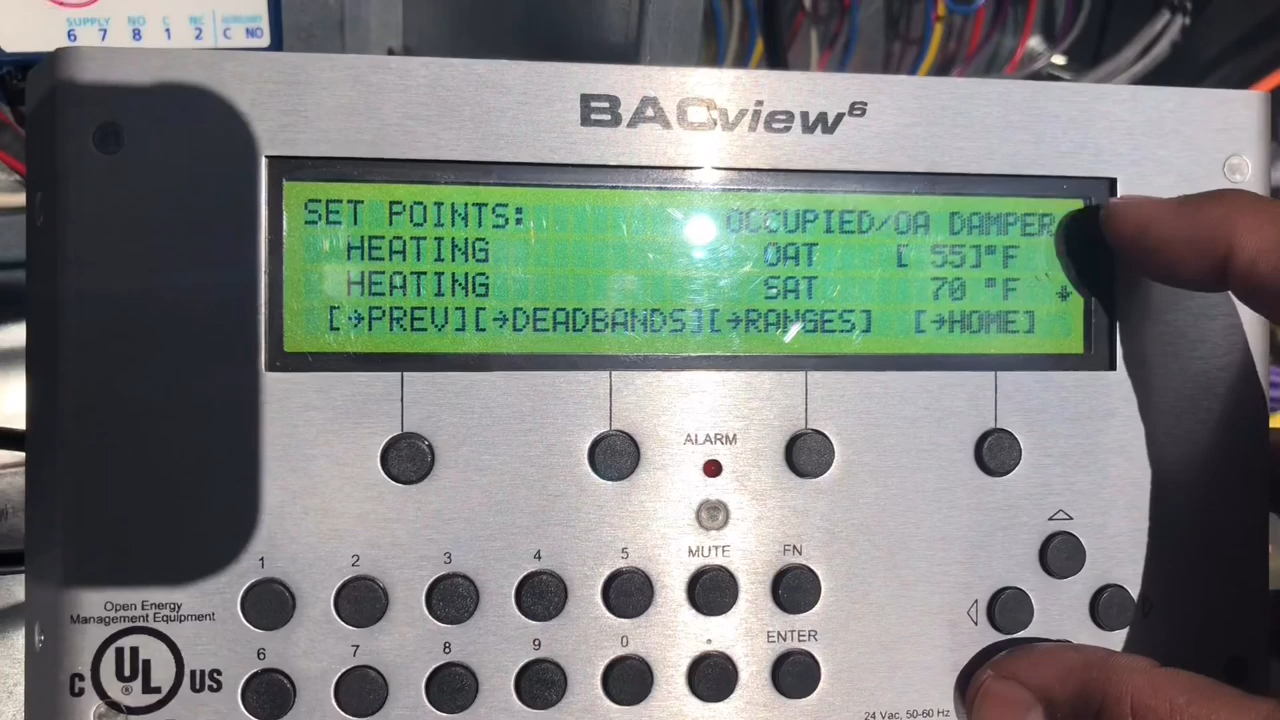 SUPPLY NO C NC AUXILIARY
6 7 8 1 2 C NO
BACview⁶
SET POINTS: OCCUPIED/OA DAMPER
HEATING OAT [ 55]°F
HEATING SAT 70 °F
[→PREV][→DEADBANDS][→RANGES] [→HOME]
ALARM
1 2 3 4 5 MUTE FN
6 7 8 9 0 . ENTER
Open Energy
Management Equipment
C UL ® US
24 Vac, 50-60 Hz